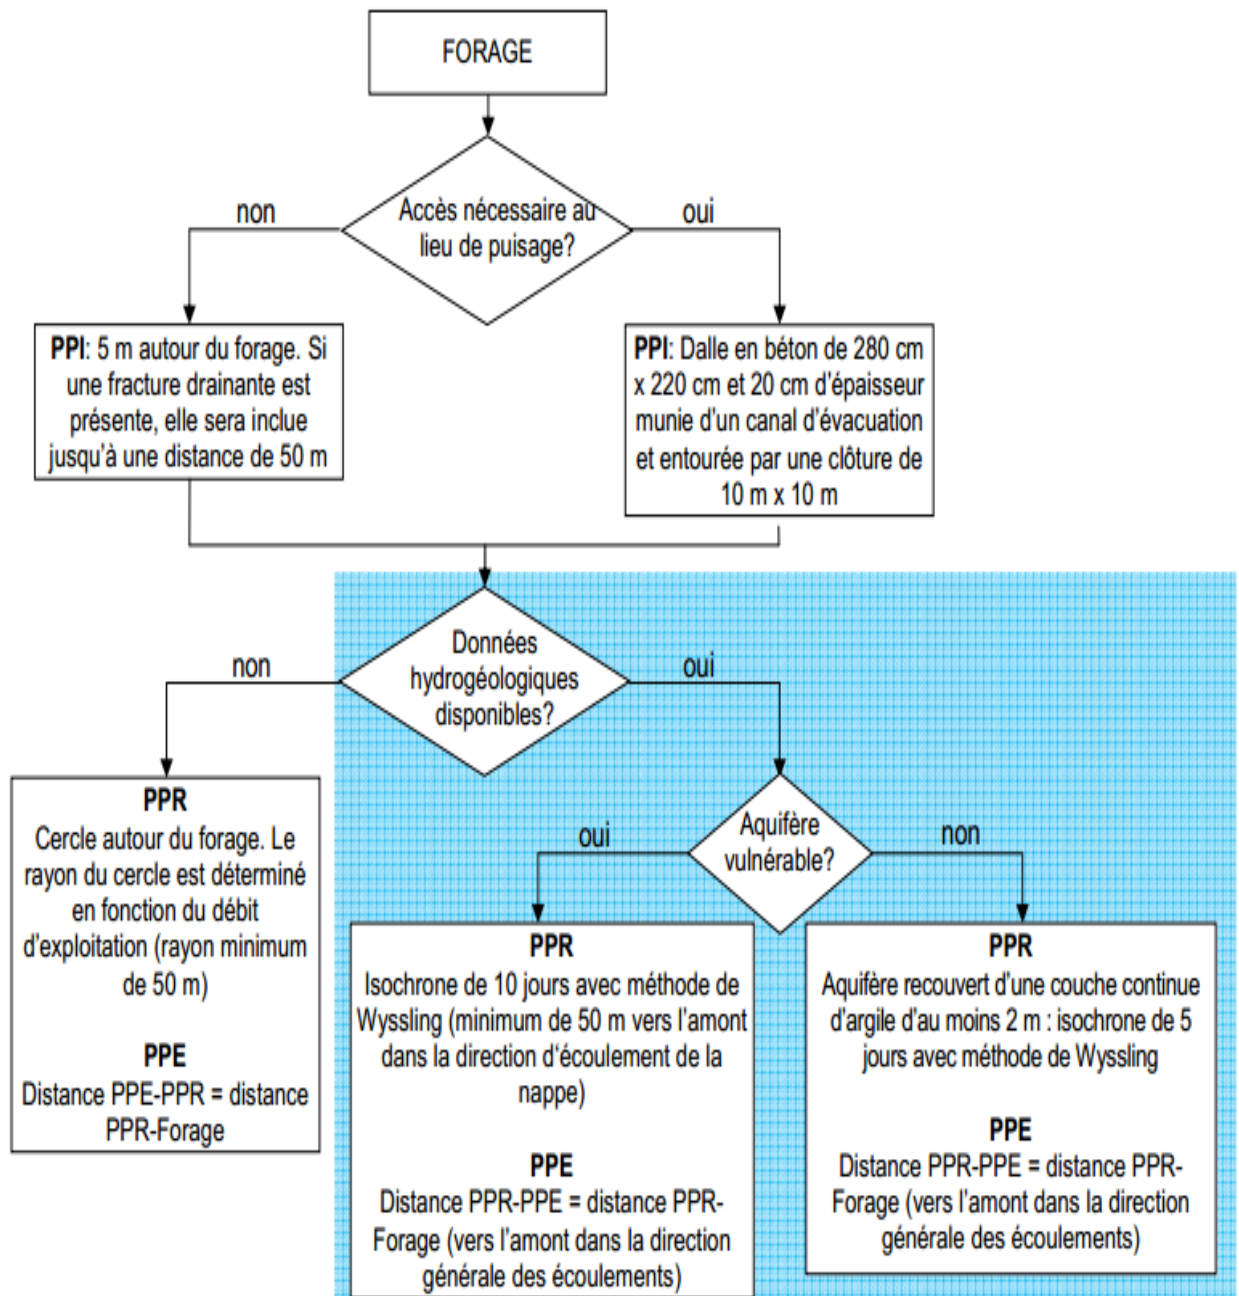 FORAGE
Accès nécessaire au
lieu de puisage?
non
oui
PPI: 5 m autour du forage. Si
une fracture drainante est
présente, elle sera inclue
jusqu'à une distance de 50 m
PPI: Dalle en béton de 280 cm
x 220 cm et 20 cm d'épaisseur
munie d'un canal d'évacuation
et entourée par une clôture de
10 m x 10 m
Données
hydrogéologiques
disponibles?
non
oui
PPR
Cercle autour du forage. Le
rayon du cercle est déterminé
en fonction du débit
d'exploitation (rayon minimum
de 50 m)
PPE
Distance PPE-PPR = distance
PPR-Forage
Aquifère
vulnérable?
oui
non
PPR
Isochrone de 10 jours avec méthode de
Wyssling (minimum de 50 m vers l'amont
dans la direction d'écoulement de la
nappe)
PPE
Distance PPR-PPE = distance PPR-
Forage (vers l'amont dans la direction
générale des écoulements)
PPR
Aquifère recouvert d'une couche continue
d'argile d'au moins 2 m : isochrone de 5
jours avec méthode de Wyssling
PPE
Distance PPR-PPE = distance PPR-
Forage (vers l'amont dans la direction
générale des écoulements)